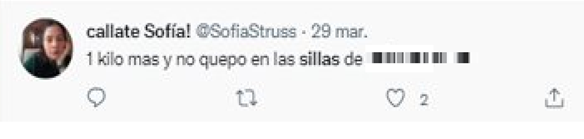 callate Sofía! @SofiaStruss · 29 mar.
1 kilo mas y no quepo en las sillas de
2